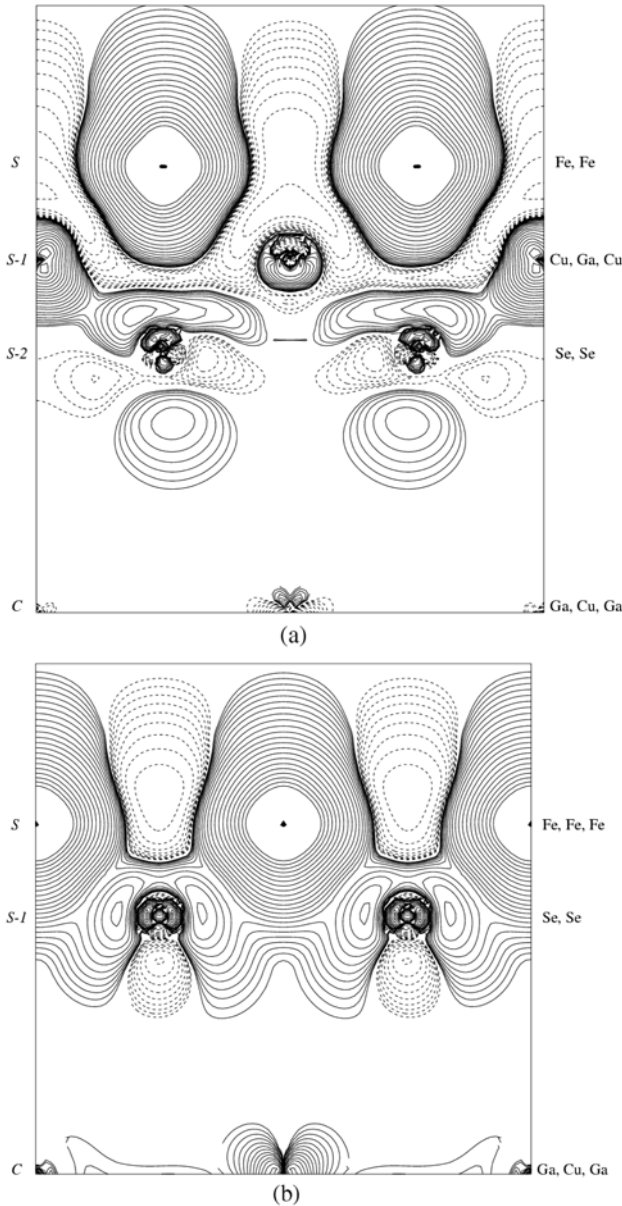 S Fe, Fe
S-1 Cu, Ga, Cu
S-2 Se, Se
C Ga, Cu, Ga
(a)
S Fe, Fe, Fe
S-1 Se, Se
C Ga, Cu, Ga
(b)